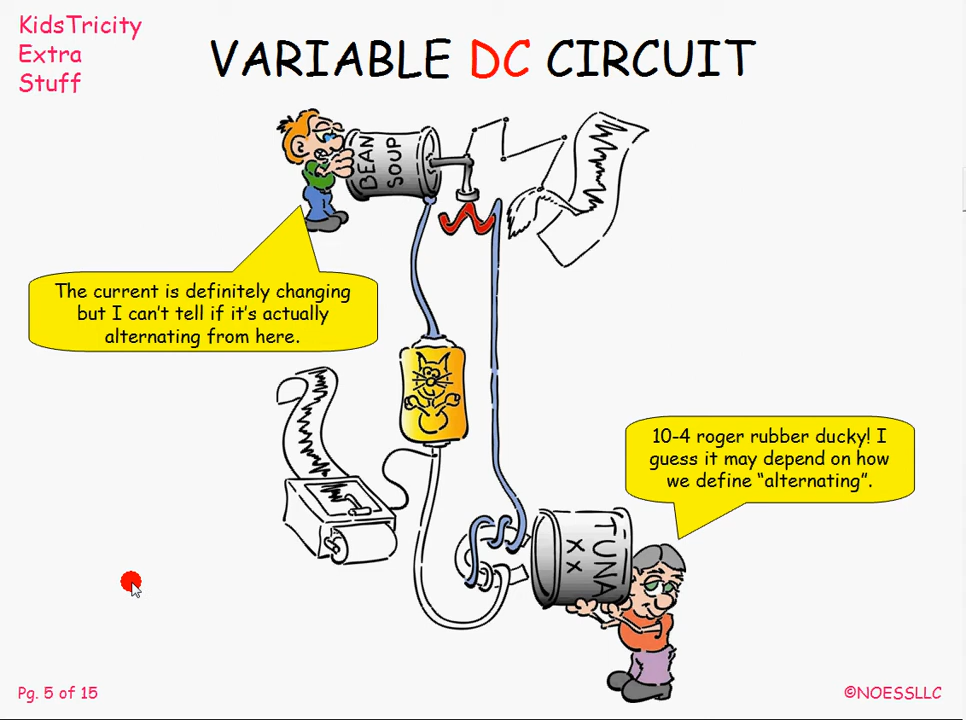 KidsTricity
Extra
Stuff
VARIABLE DC CIRCUIT
BEAN
SOUP
The current is definitely changing
but I can't tell if it's actually
alternating from here.
10-4 roger rubber ducky! I
guess it may depend on how
we define “alternating”.
TUNA
XX
Pg. 5 of 15
©NOESSLLC